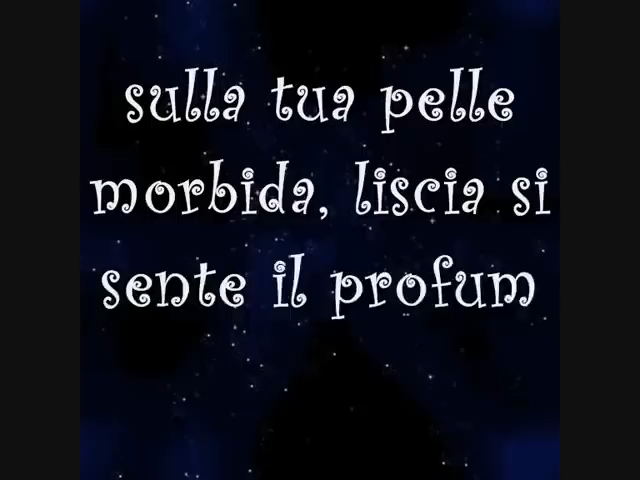 sulla tua pelle
morbida, liscia si
sente il profum